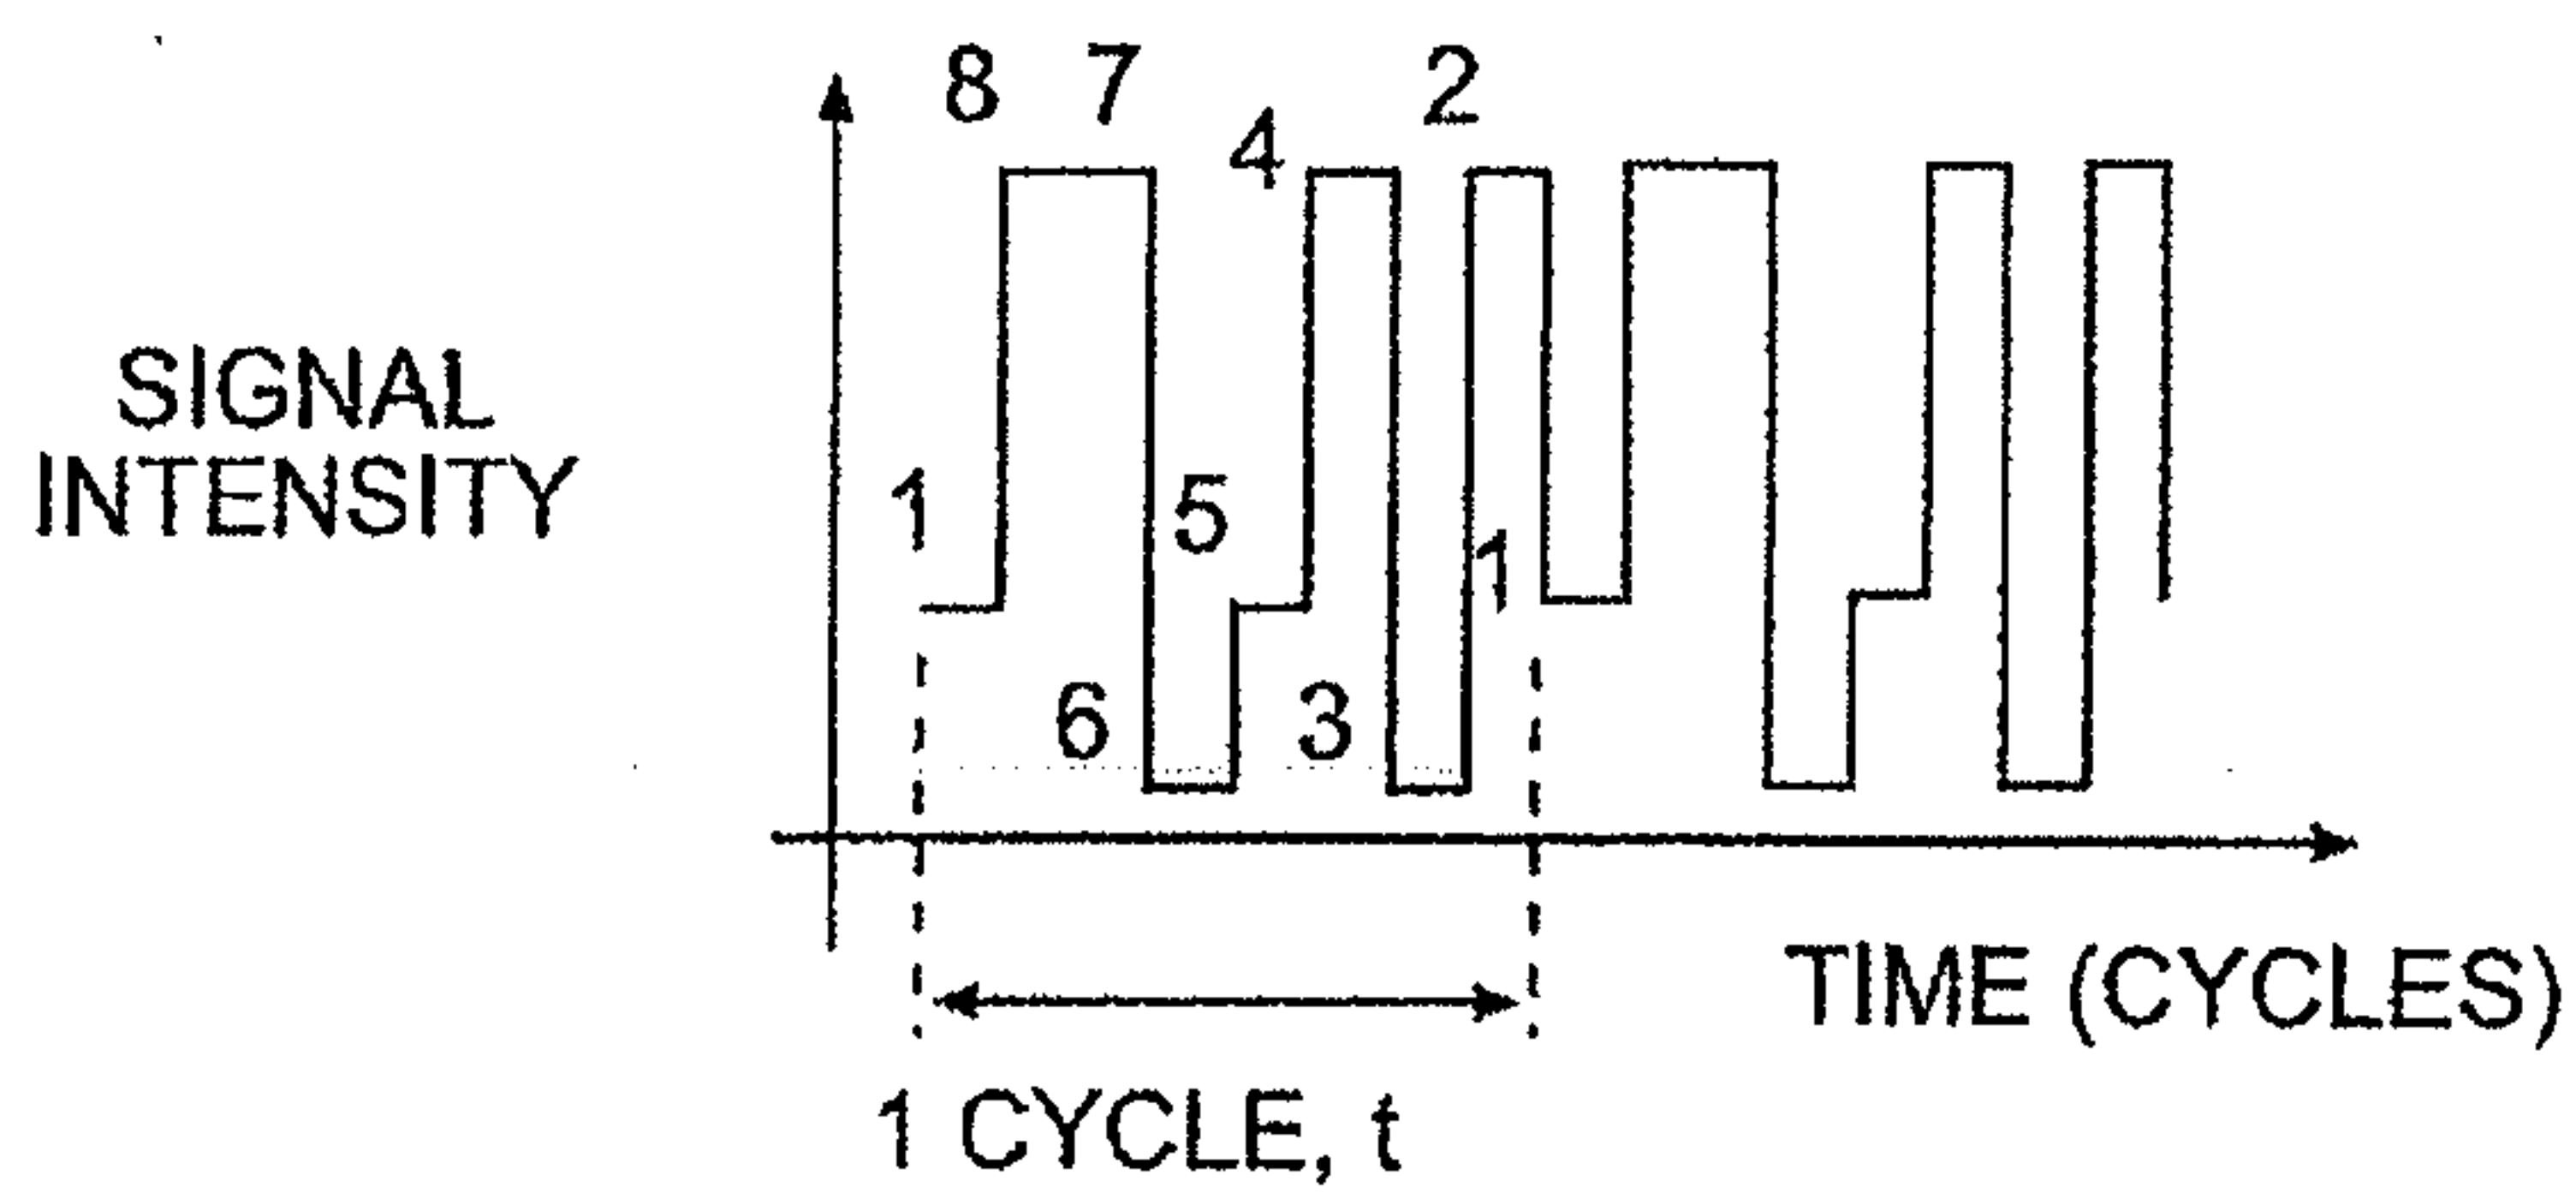 8 7 2
4
SIGNAL
INTENSITY
1 5 1
6 3
TIME (CYCLES)
1 CYCLE, t